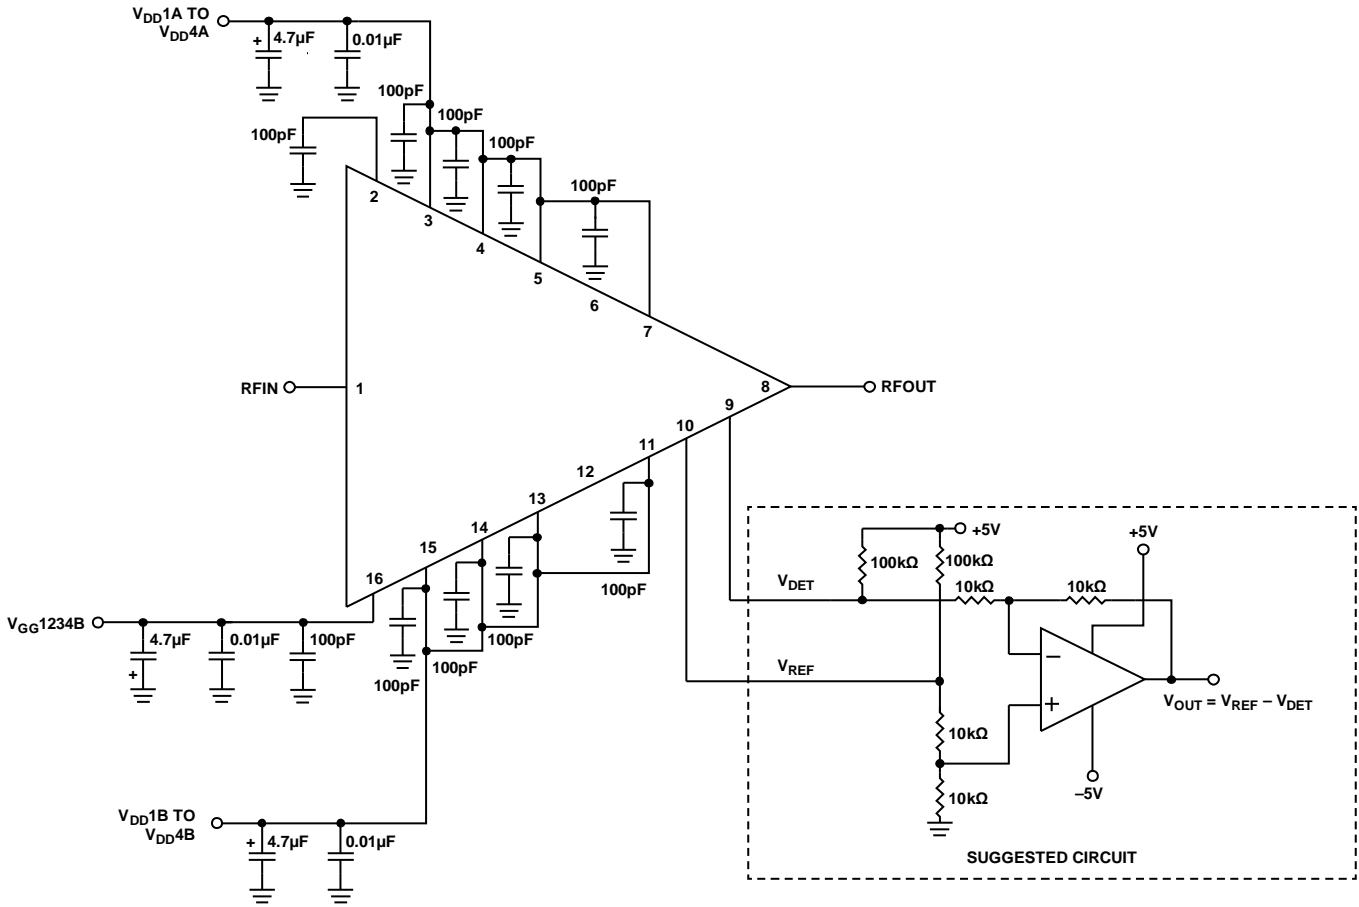 VDD1A TO
VDD4A
+
4.7µF
0.01µF
100pF
100pF
100pF
100pF
100pF
2
3
4
5
6
7
RFIN
1
8
RFOUT
9
10
11
12
13
14
15
16
VGG1234B
4.7µF
+
0.01µF
100pF
100pF
100pF
100pF
100pF
VDD1B TO
VDD4B
+
4.7µF
0.01µF
+5V
+5V
100kΩ
100kΩ
VDET
10kΩ
10kΩ
–
VREF
+
VOUT = VREF – VDET
10kΩ
10kΩ
–5V
SUGGESTED CIRCUIT